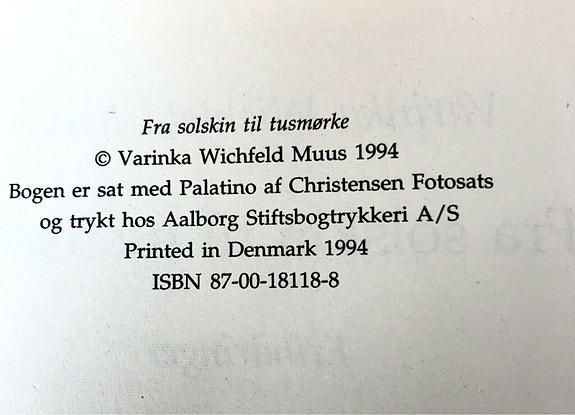 Fra solskin til tusmørke
© Varinka Wichfeld Muus 1994
Bogen er sat med Palatino af Christensen Fotosats
og trykt hos Aalborg Stiftsbogtrykkeri A/S
Printed in Denmark 1994
ISBN 87-00-18118-8